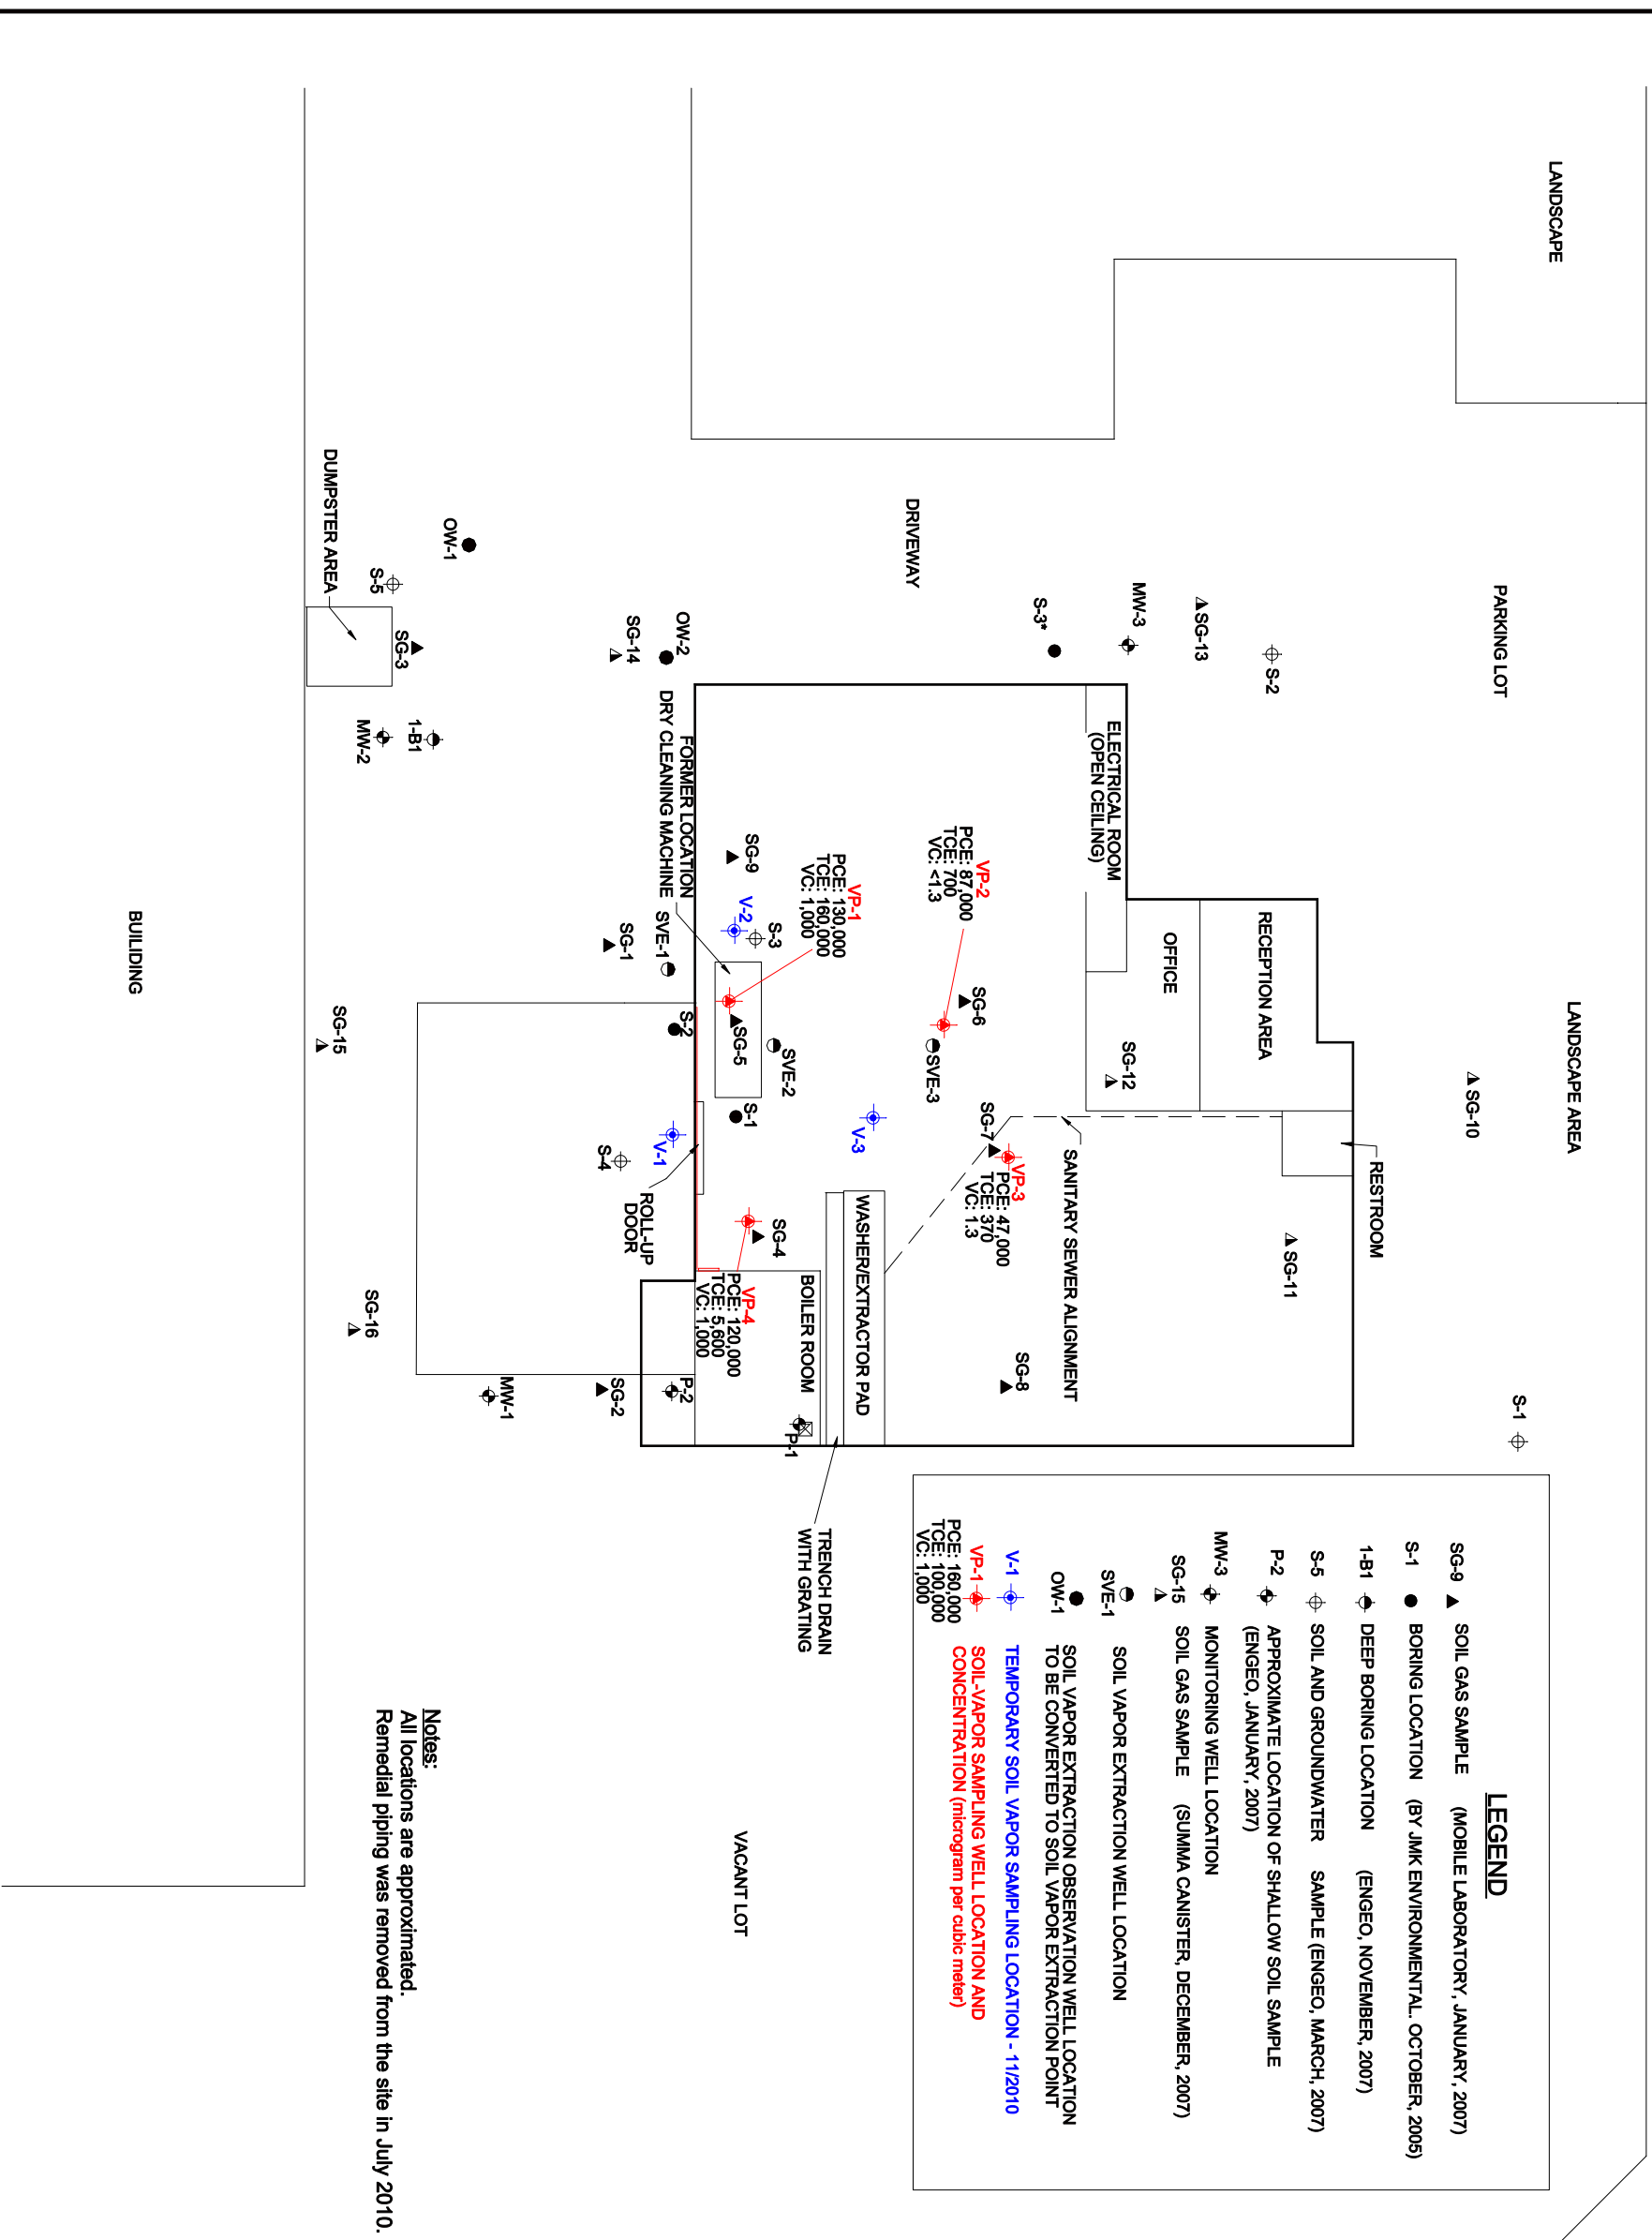 LANDSCAPE
PARKING LOT
LANDSCAPE AREA
S-2
SG-10
S-1
SG-13
MW-3
S-3*
DRIVEWAY
RECEPTION AREA
OFFICE
ELECTRICAL ROOM
(OPEN CEILING)
RESTROOM
SG-11
SG-12
SANITARY SEWER ALIGNMENT
VP-2
PCE: 87,000
TCE: 700
VC: <1.3
SG-6
SVE-3
SG-7
VP-3
PCE: 47,000
TCE: 370
VC: 1.3
SG-8
V-3
WASHER/EXTRACTOR PAD
VP-1
PCE: 130,000
TCE: 160,000
VC: 1,000
SG-9
V-2
S-3
SVE-2
SG-5
S-1
SG-4
BOILER ROOM
P-1
TRENCH DRAIN
WITH GRATING
VP-4
PCE: 120,000
TCE: 5,600
VC: 1,000
FORMER LOCATION
DRY CLEANING MACHINE
OW-2
SG-14
SVE-1
S-2
SG-1
V-1
S-4
ROLL-UP
DOOR
P-2
SG-2
MW-1
OW-1
S-5
SG-3
1-B1
MW-2
DUMPSTER AREA
SG-15
SG-16
BUILIDING
VACANT LOT
LEGEND
SG-9 SOIL GAS SAMPLE (MOBILE LABORATORY, JANUARY, 2007)
S-1 BORING LOCATION (BY JMK ENVIRONMENTAL. OCTOBER, 2005)
1-B1 DEEP BORING LOCATION (ENGEO, NOVEMBER, 2007)
S-5 SOIL AND GROUNDWATER SAMPLE (ENGEO, MARCH, 2007)
P-2 APPROXIMATE LOCATION OF SHALLOW SOIL SAMPLE
(ENGEO, JANUARY, 2007)
MW-3 MONITORING WELL LOCATION
SG-15 SOIL GAS SAMPLE (SUMMA CANISTER, DECEMBER, 2007)
SVE-1 SOIL VAPOR EXTRACTION WELL LOCATION
OW-1 SOIL VAPOR EXTRACTION OBSERVATION WELL LOCATION
TO BE CONVERTED TO SOIL VAPOR EXTRACTION POINT
V-1 TEMPORARY SOIL VAPOR SAMPLING LOCATION - 11/2010
VP-1 SOIL-VAPOR SAMPLING WELL LOCATION AND
CONCENTRATION (microgram per cubic meter)
PCE: 160,000
TCE: 100,000
VC: 1,000
Notes:
All locations are approximated.
Remedial piping was removed from the site in July 2010.